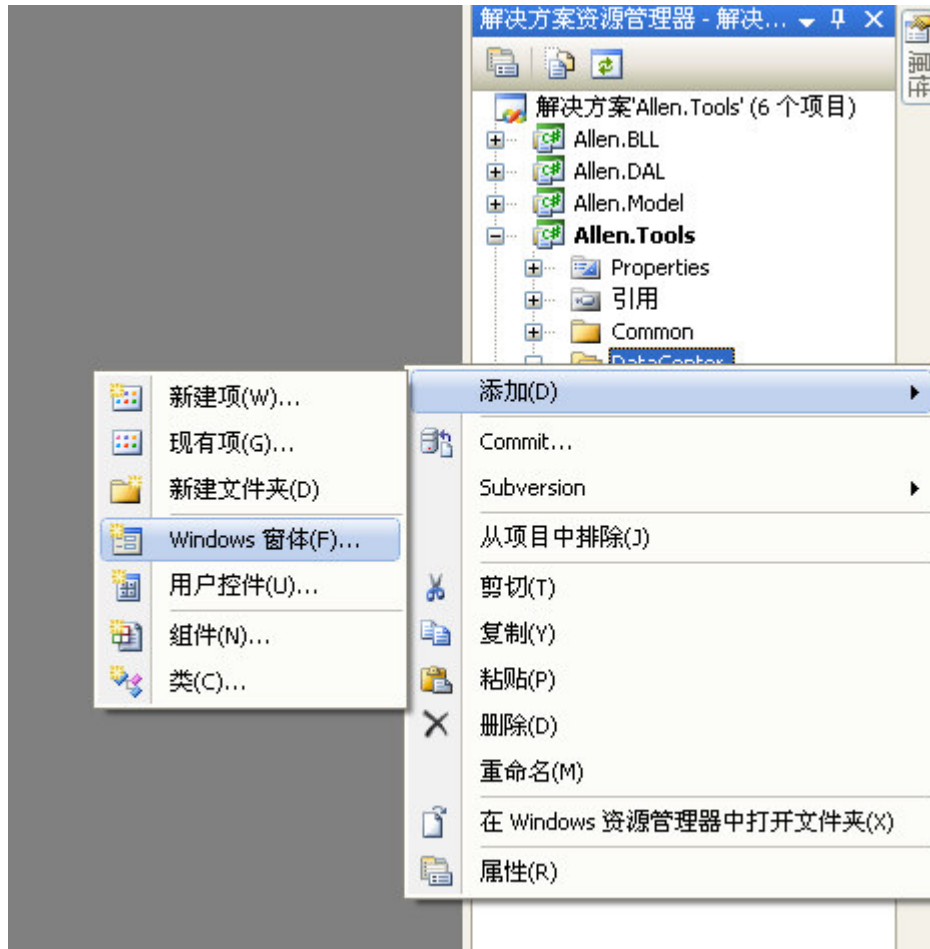 解决方案资源管理器 - 解决...
属性
解决方案'Allen.Tools' (6 个项目)
Allen.BLL
Allen.DAL
Allen.Model
Allen.Tools
Properties
引用
Common
DataCenter
添加(D)
Commit...
Subversion
从项目中排除(J)
剪切(T)
复制(Y)
粘贴(P)
删除(D)
重命名(M)
在 Windows 资源管理器中打开文件夹(X)
属性(R)
新建项(W)...
现有项(G)...
新建文件夹(D)
Windows 窗体(F)...
用户控件(U)...
组件(N)...
类(C)...